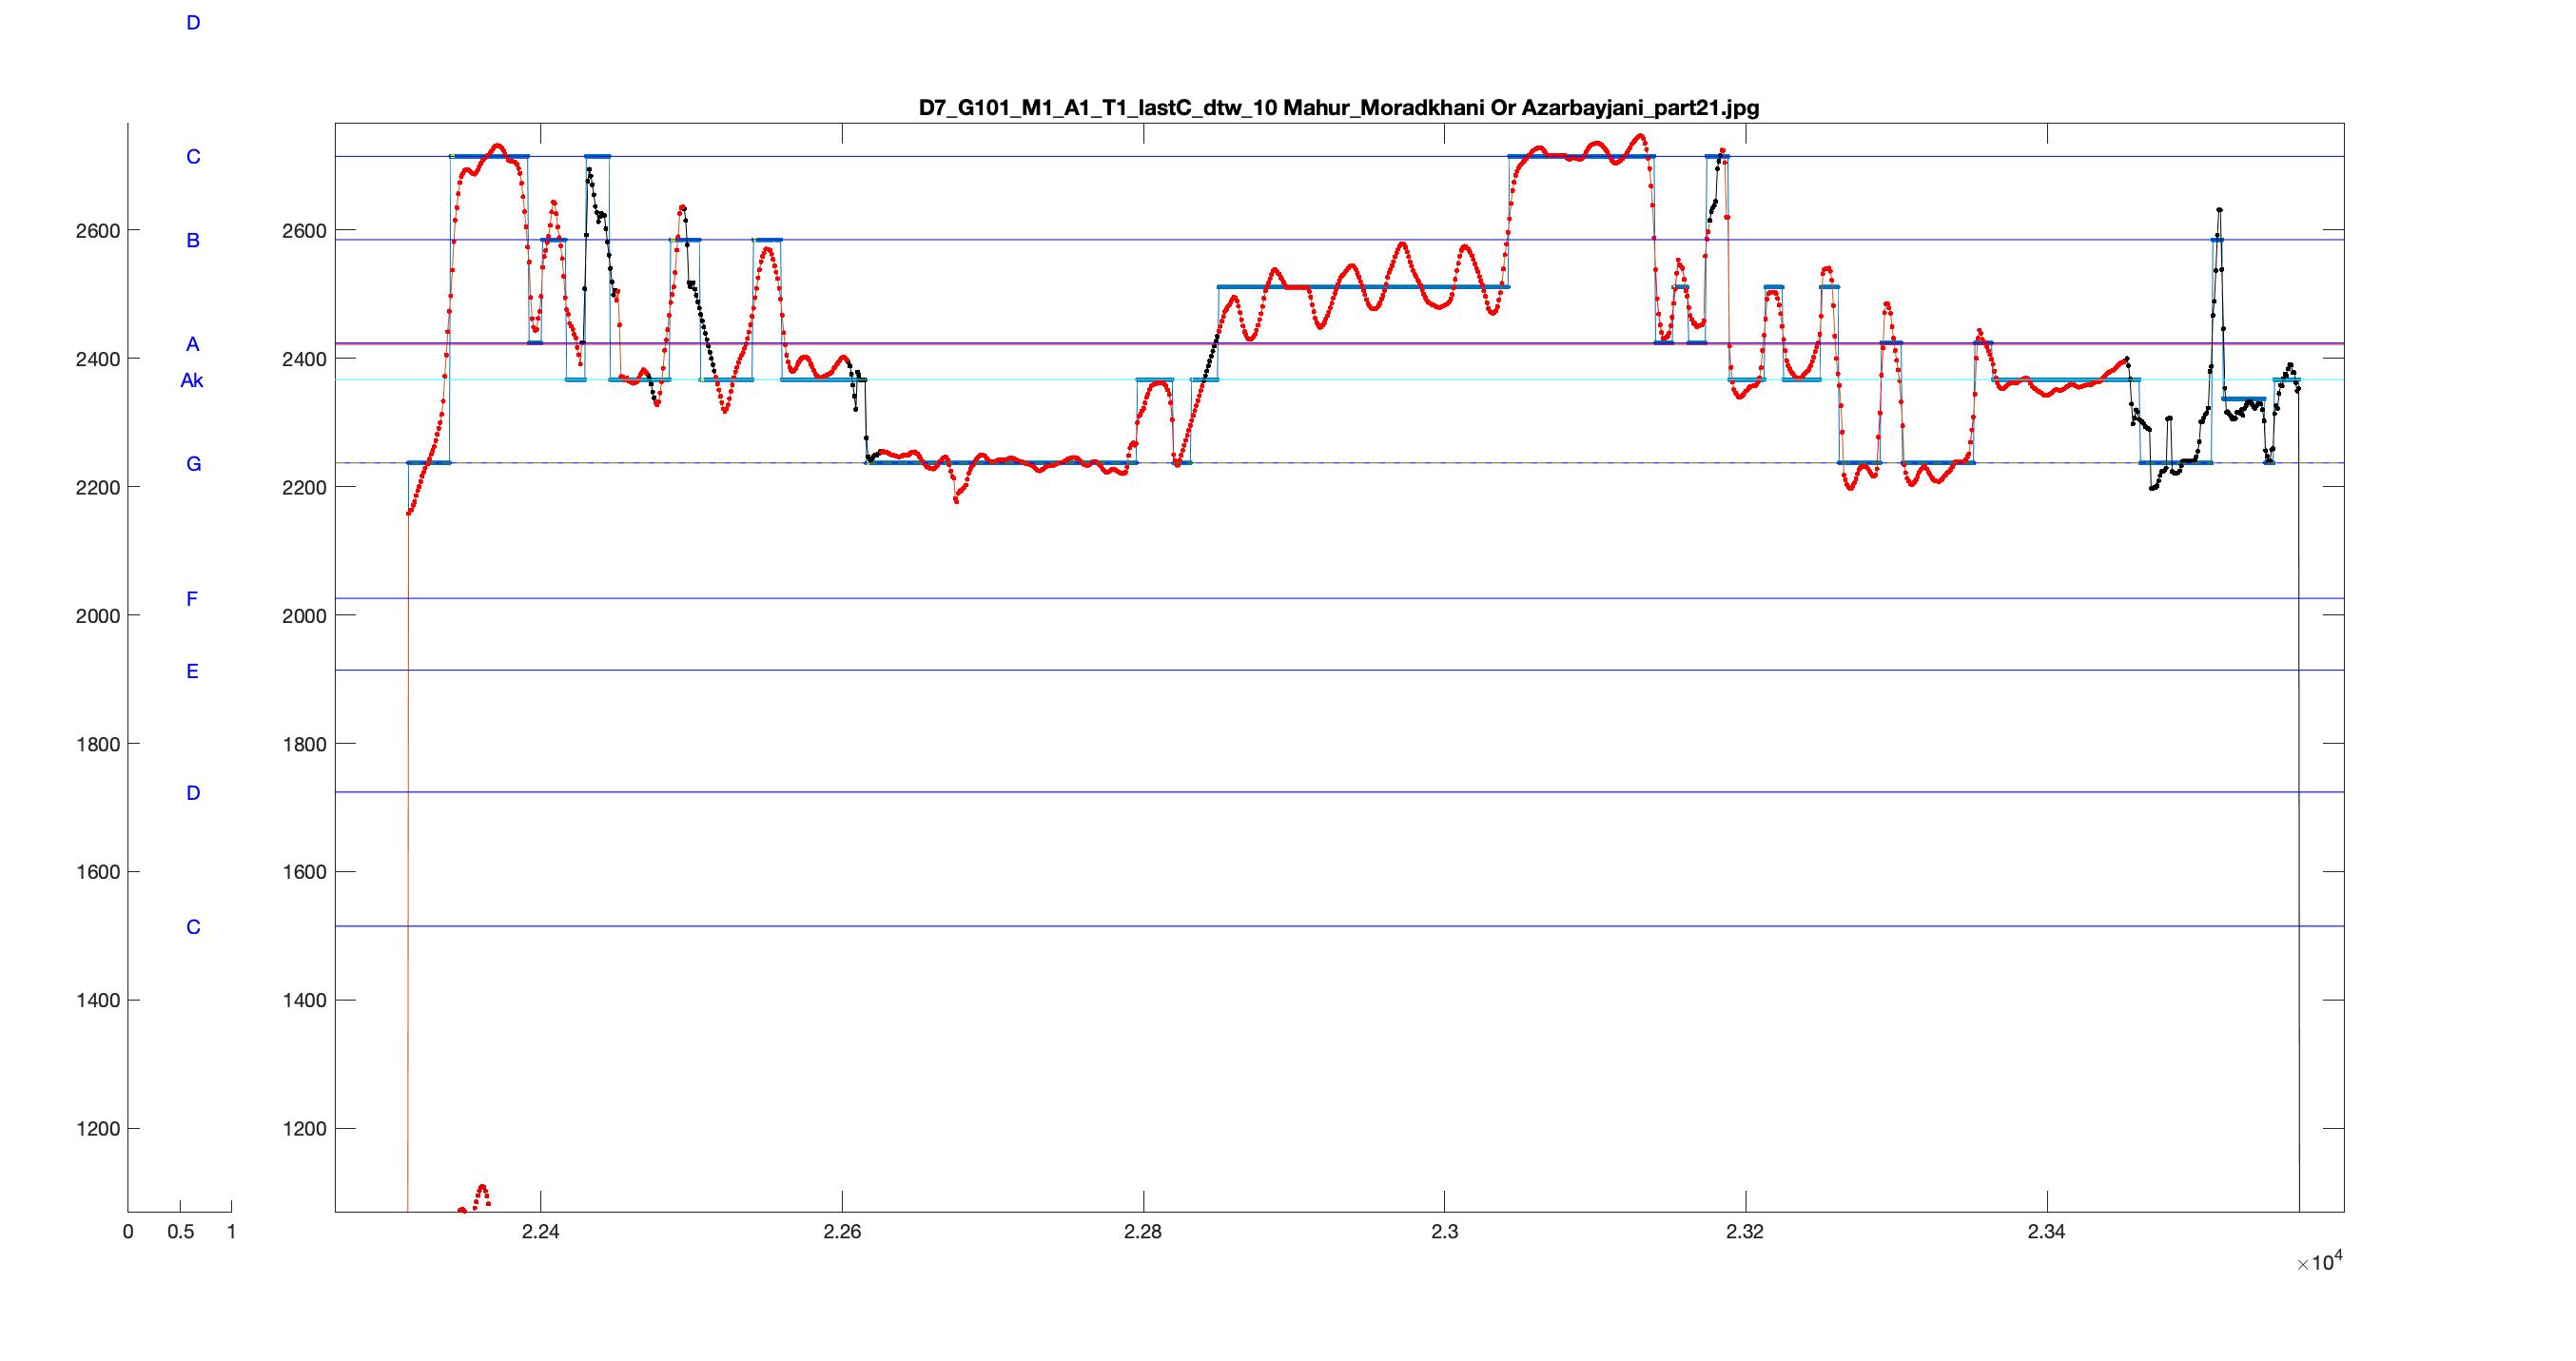 D
D7_G101_M1_A1_T1_lastC_dtw_10 Mahur_Moradkhani Or Azarbayjani_part21.jpg
C
2600 B 2600
A
2400 2400
Ak
G
2200 2200
F
2000 2000
E
1800 1800
D
1600 1600
C
1400 1400
1200 1200
0 0.5 1 2.24 2.26 2.28 2.3 2.32 2.34
×10^4